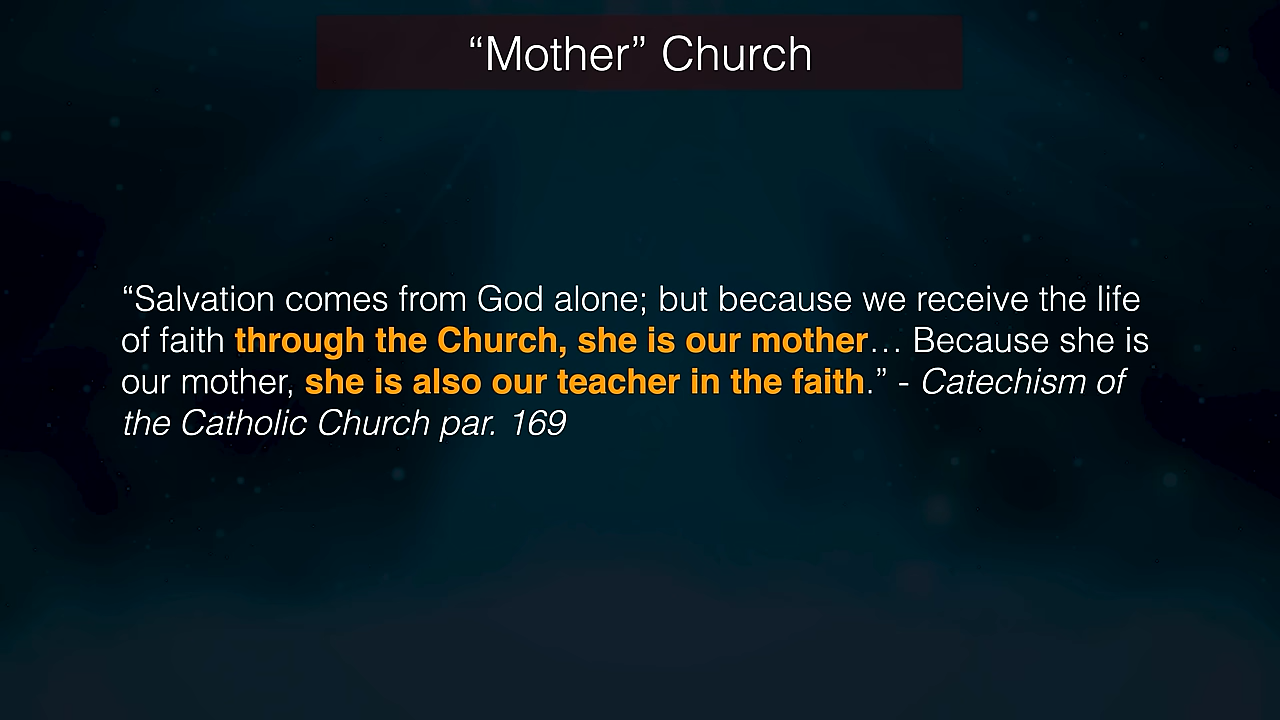 “Mother” Church
“Salvation comes from God alone; but because we receive the life
of faith through the Church, she is our mother… Because she is
our mother, she is also our teacher in the faith.” - Catechism of
the Catholic Church par. 169